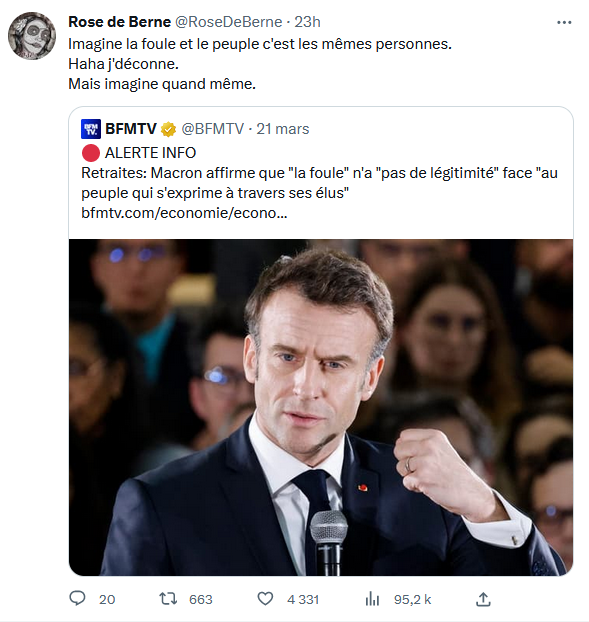 Rose de Berne @RoseDeBerne · 23h
Imagine la foule et le peuple c'est les mêmes personnes.
Haha j'déconne.
Mais imagine quand même.
BFM TV.
BFMTV @BFMTV · 21 mars
ALERTE INFO
Retraites: Macron affirme que "la foule" n'a "pas de légitimité" face "au
peuple qui s'exprime à travers ses élus"
bfmtv.com/economie/econo...
20 663 4 331 95,2 k